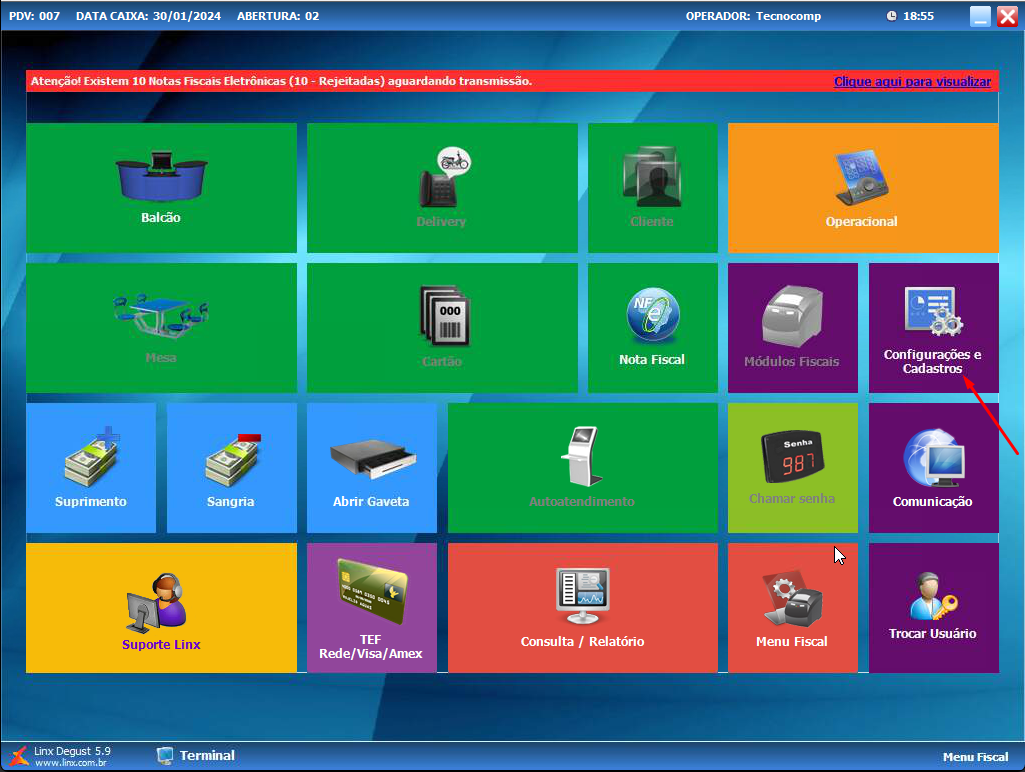 PDV: 007 DATA CAIXA: 30/01/2024 ABERTURA: 02 OPERADOR: Tecnocomp 18:55
Atenção! Existem 10 Notas Fiscais Eletrônicas (10 - Rejeitadas) aguardando transmissão. Clique aqui para visualizar
Balcão
Delivery
Cliente
Operacional
Mesa
000
Cartão
NF
e
Nota Fiscal
Módulos Fiscais
Configurações e
Cadastros
Suprimento
Sangria
Abrir Gaveta
Autoatendimento
Senha
987
Chamar senha
Comunicação
Suporte Linx
TEF
Rede/Visa/Amex
Consulta / Relatório
Menu Fiscal
Trocar Usuário
Linx Degust 5.9
www.linx.com.br
Terminal
Menu Fiscal